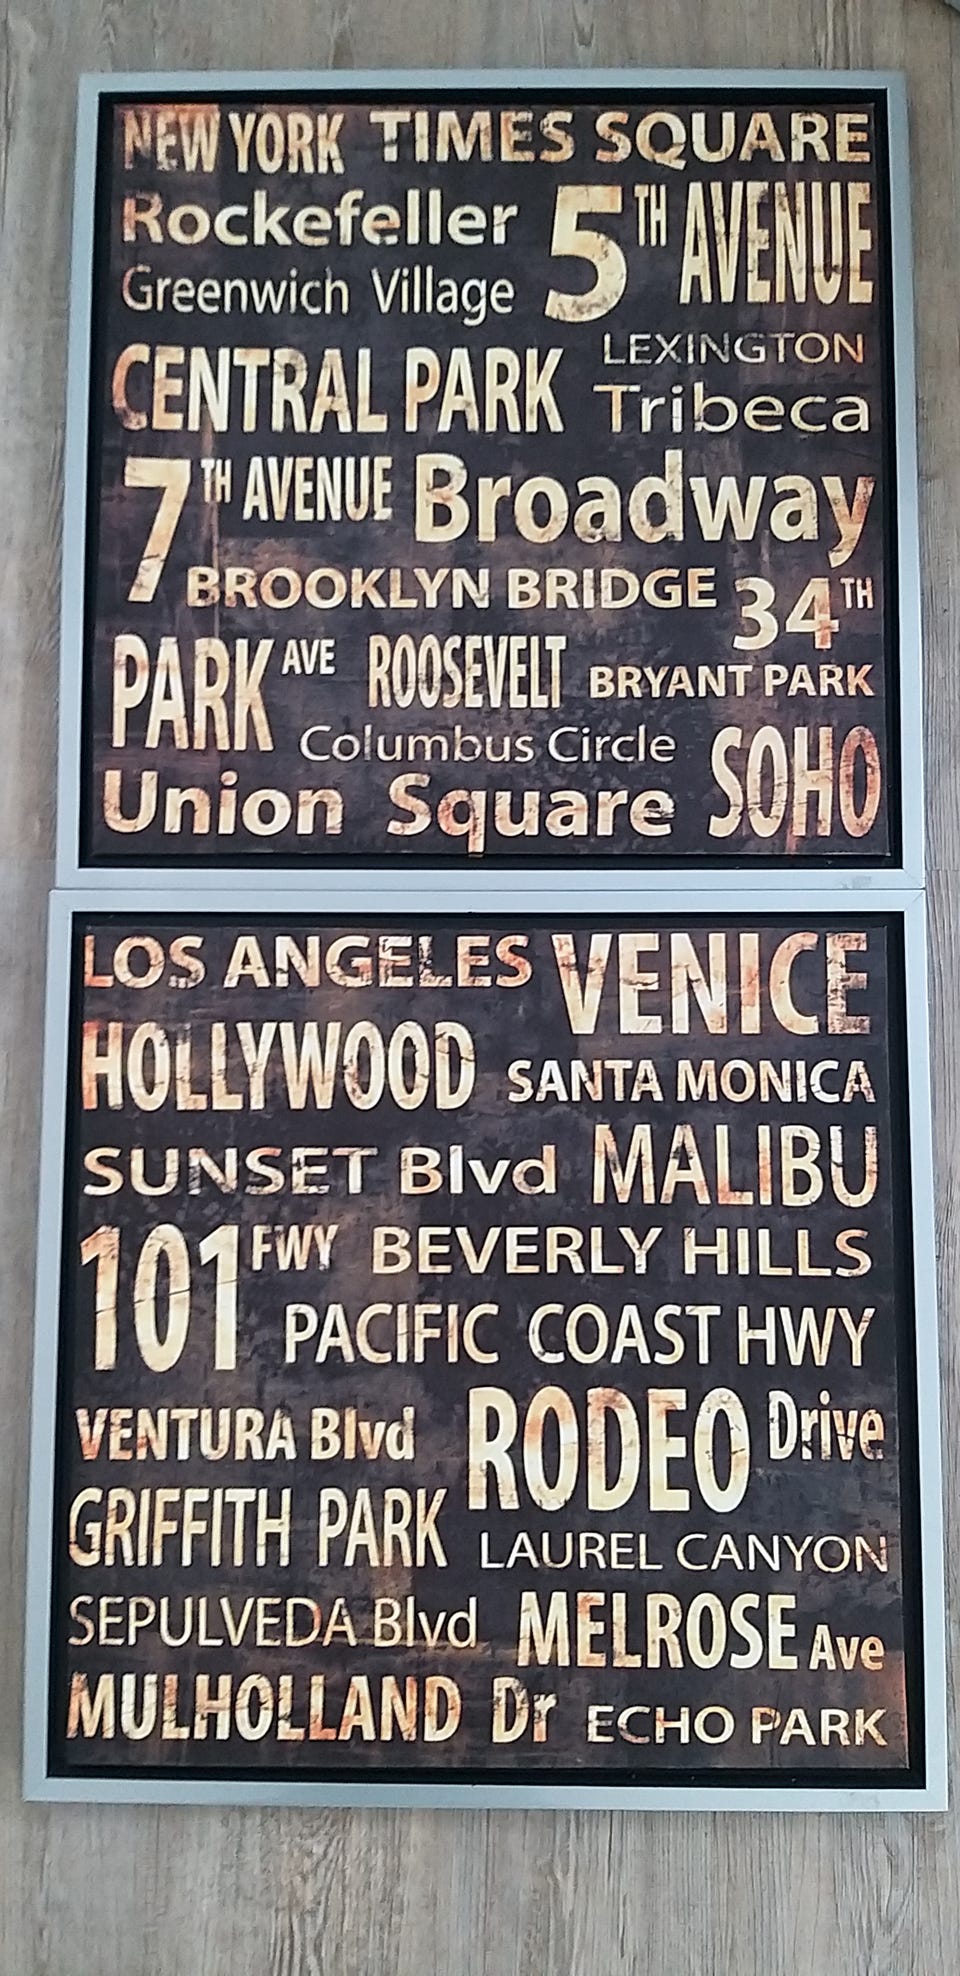 NEW YORK TIMES SQUARE
Rockefeller 5TH AVENUE
Greenwich Village
LEXINGTON
CENTRAL PARK Tribeca
7TH AVENUE Broadway
BROOKLYN BRIDGE 34TH
PARK AVE ROOSEVELT BRYANT PARK
Columbus Circle SOHO
Union Square
LOS ANGELES VENICE
HOLLYWOOD SANTA MONICA
SUNSET Blvd MALIBU
101 FWY BEVERLY HILLS
PACIFIC COAST HWY
VENTURA Blvd RODEO Drive
GRIFFITH PARK LAUREL CANYON
SEPULVEDA Blvd MELROSE Ave
MULHOLLAND Dr ECHO PARK